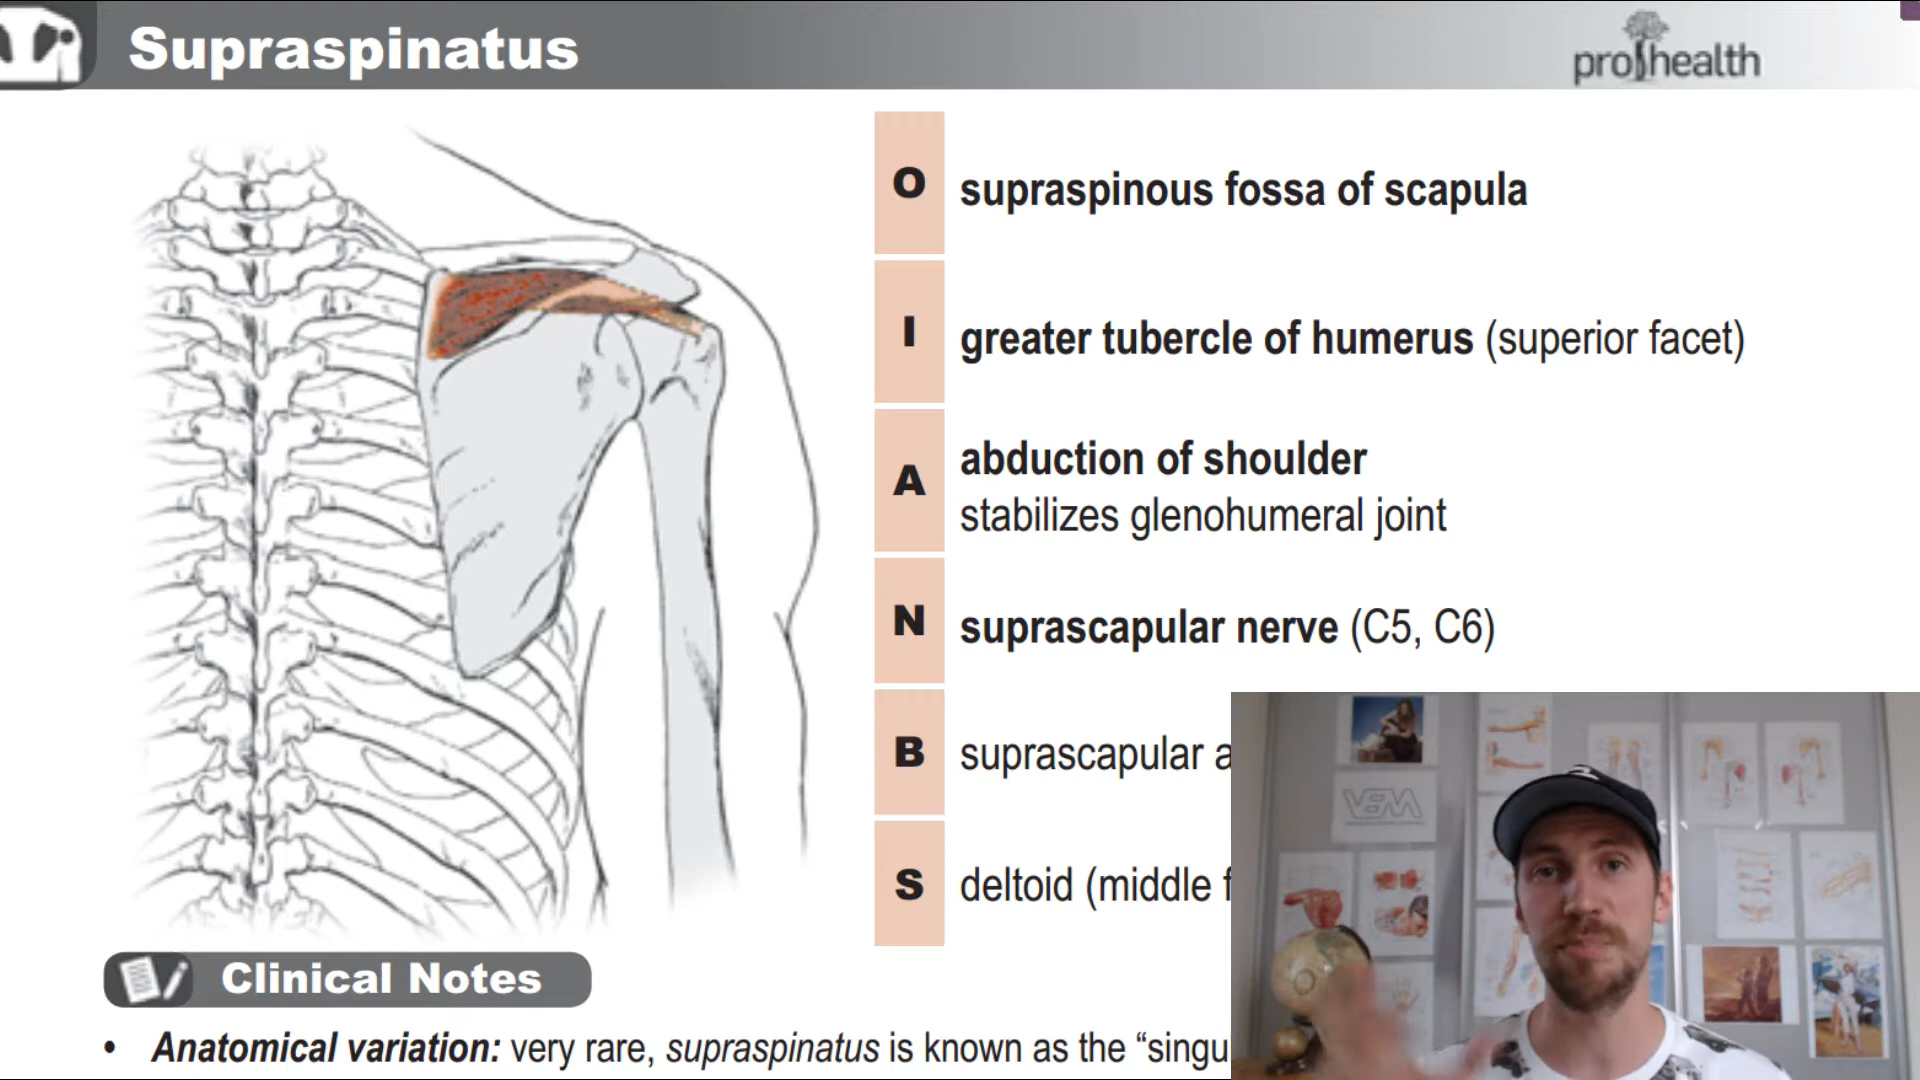 Supraspinatus
prohealth
O supraspinous fossa of scapula
I greater tubercle of humerus (superior facet)
A abduction of shoulder
stabilizes glenohumeral joint
N suprascapular nerve (C5, C6)
B suprascapular a
S deltoid (middle f
VBM
Clinical Notes
• Anatomical variation: very rare, supraspinatus is known as the “singu